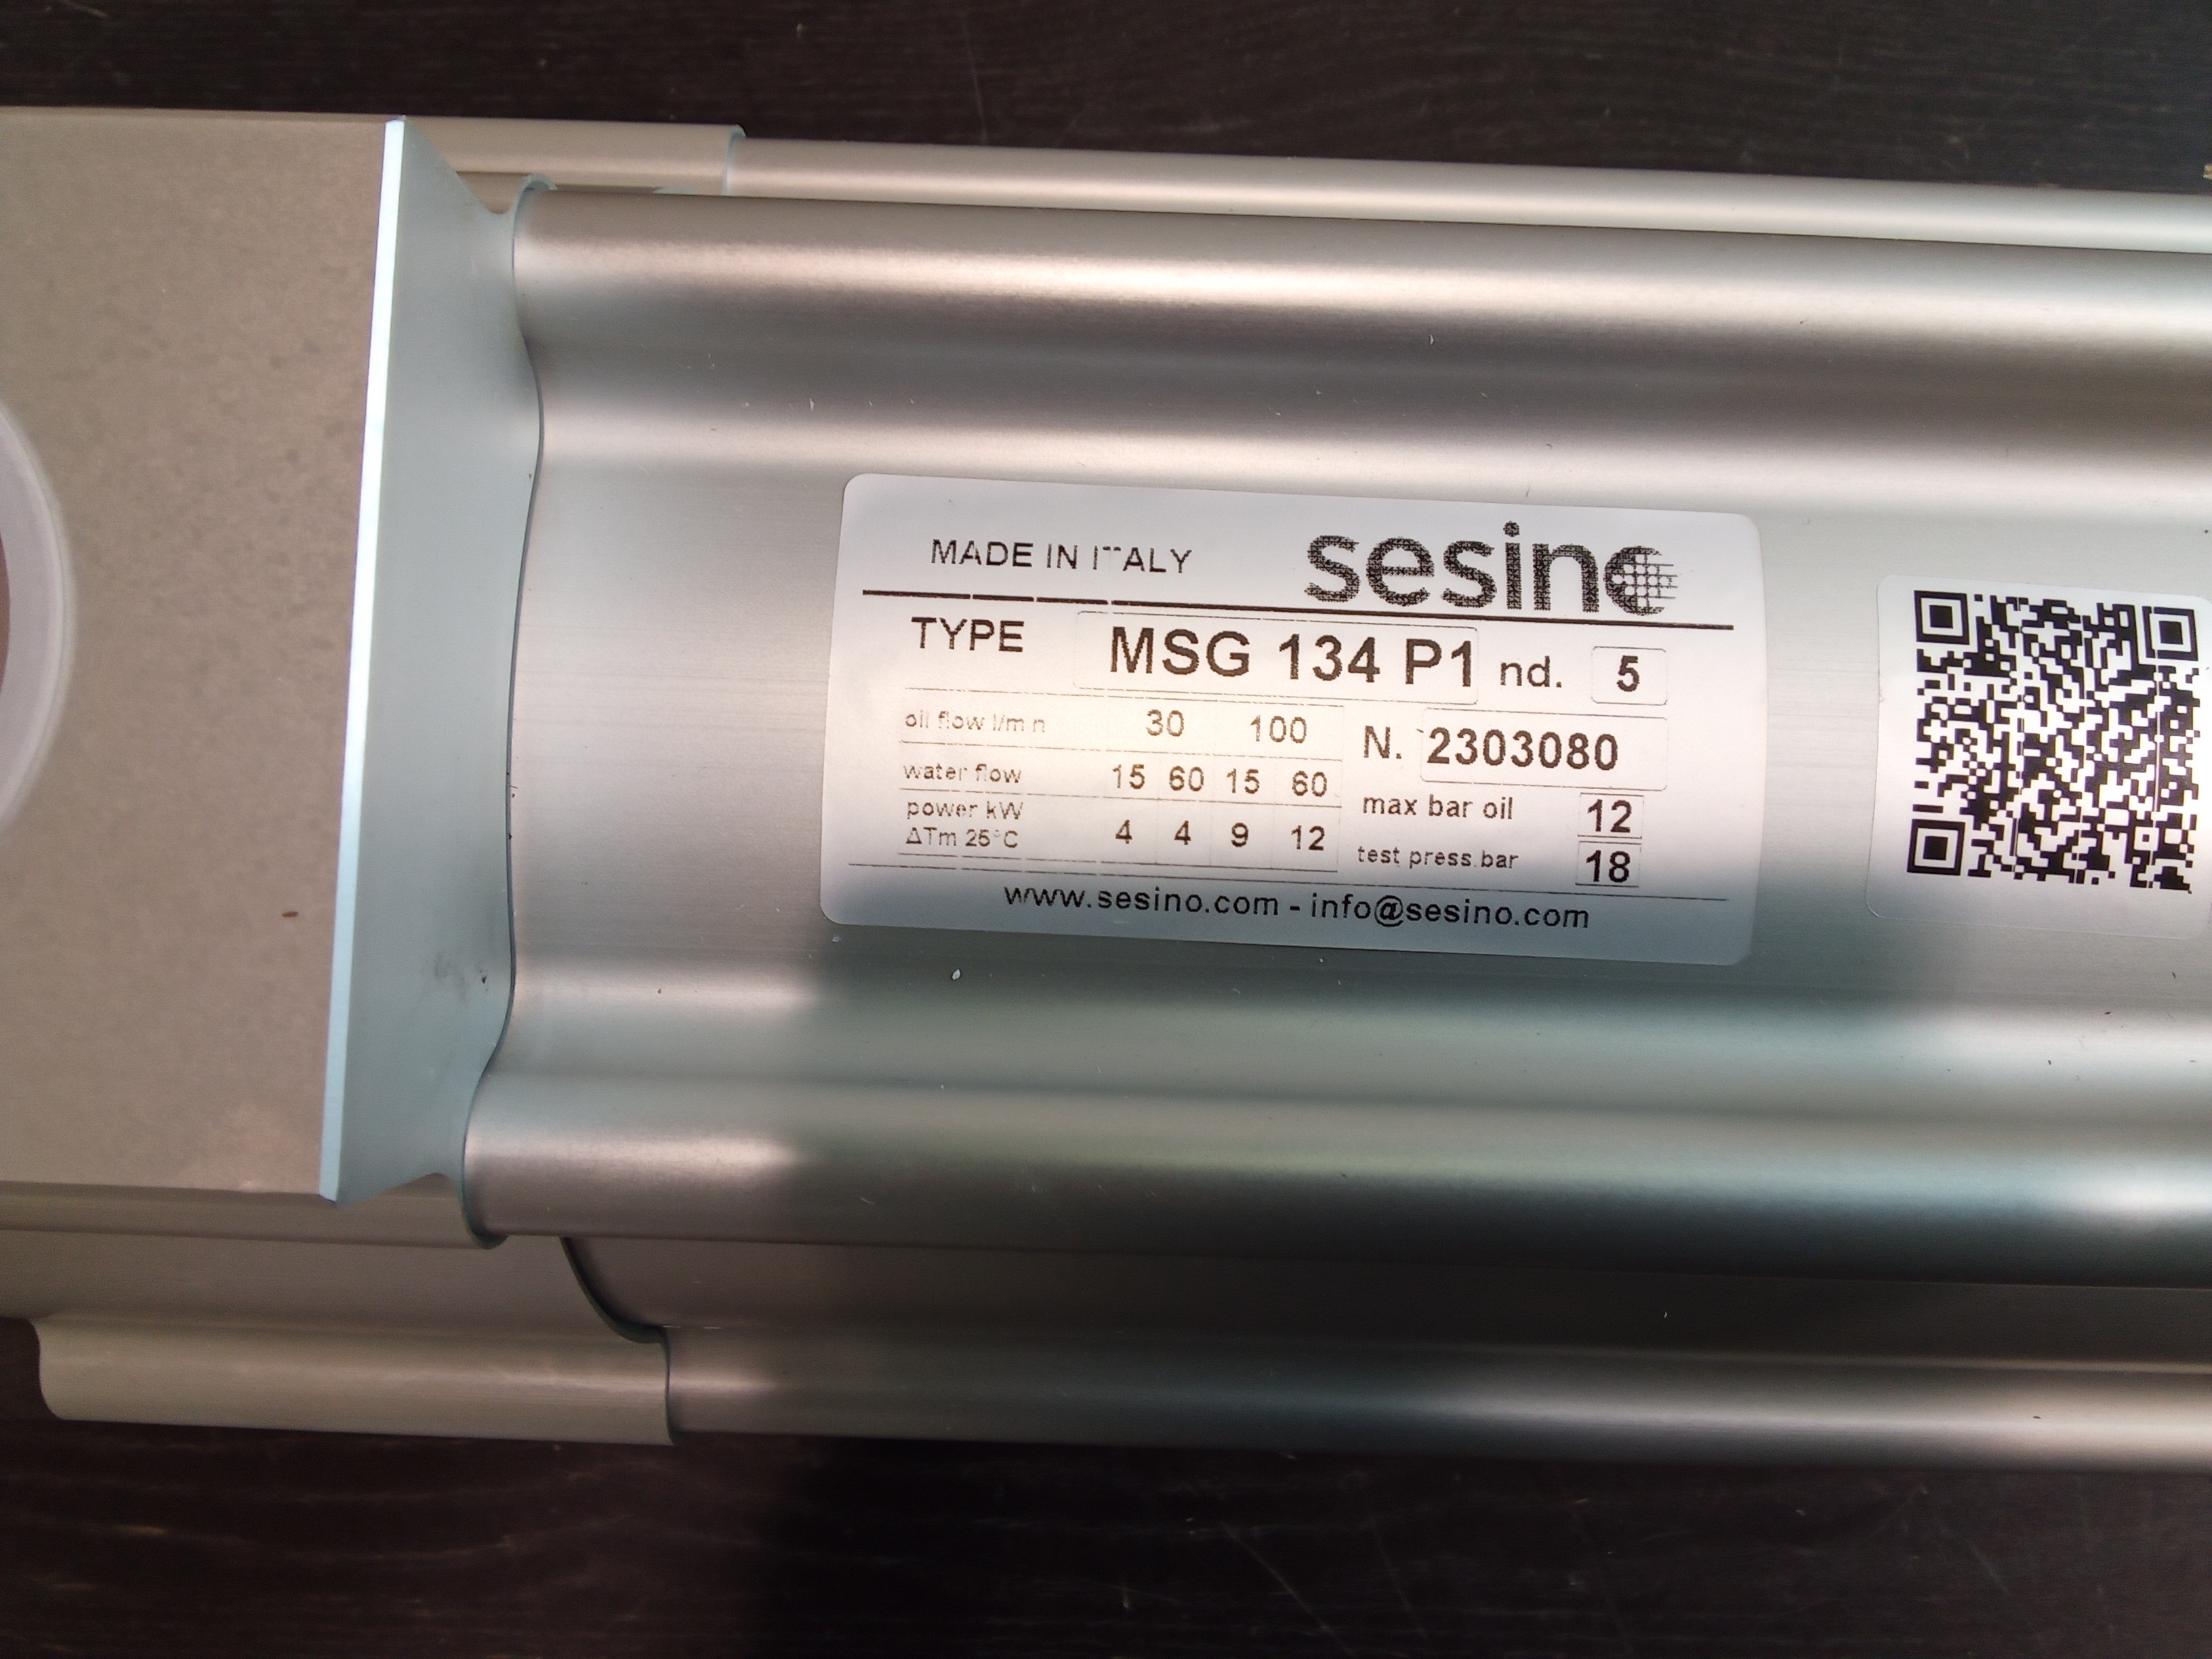 MADE IN ITALY sesino
TYPE MSG 134 P1 nd. 5
oil flow l/min 30 100 N. 2303080
water flow 15 60 15 60
power kW max bar oil 12
ΔTm 25°C 4 4 9 12 test press.bar 18
www.sesino.com - info@sesino.com